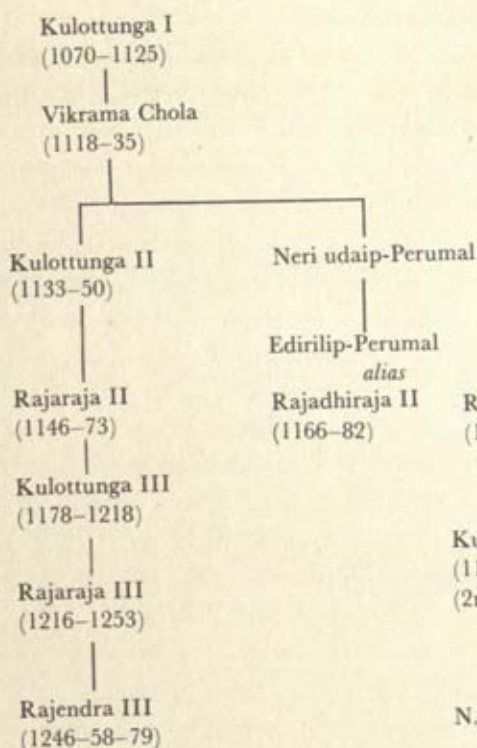 Kulottunga I
(1070–1125)
Vikrama Chola
(1118–35)
Kulottunga II
(1133–50)
Neri udaip-Perumal
Edirilip-Perumal
alias
Rajaraja II
(1146–73)
Rajadhiraja II
(1166–82)
Kulottunga III
(1178–1218)
Rajaraja III
(1216–1253)
Rajendra III
(1246–58–79)
N.